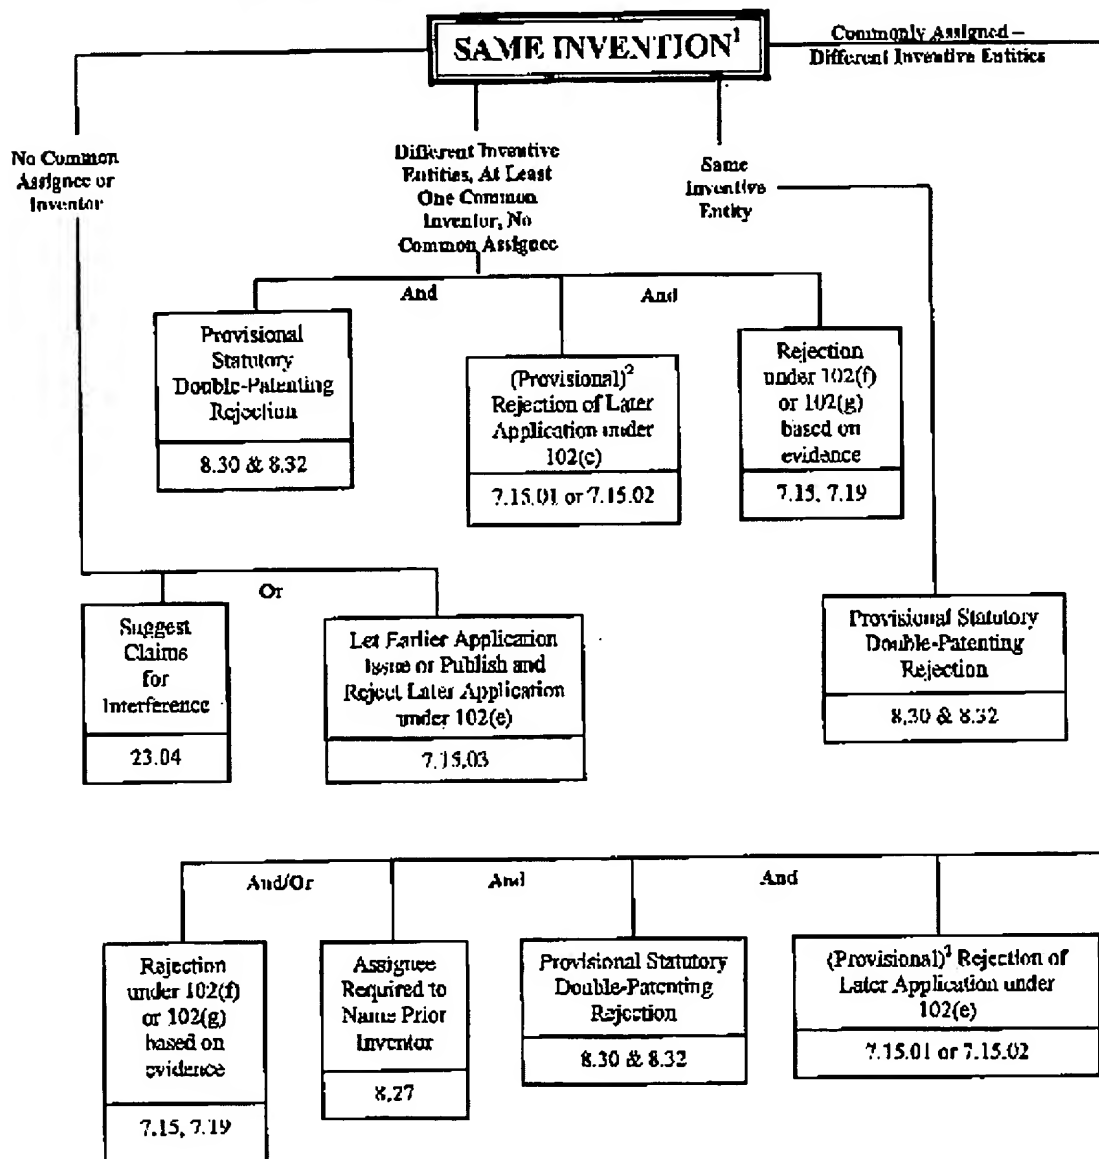 SAME INVENTION¹
Commonly Assigned –
Different Inventive Entities
No Common
Assignee or
Inventor
Different Inventive
Entities, At Least
One Common
Inventor, No
Common Assignee
Same
Inventive
Entity
And
And
Provisional
Statutory
Double-Patenting
Rejection
8.30 & 8.32
(Provisional)²
Rejection of Later
Application under
102(e)
7.15.01 or 7.15.02
Rejection
under 102(f)
or 102(g)
based on
evidence
7.15, 7.19
Or
Suggest
Claims
for
Interference
23.04
Let Earlier Application
Issue or Publish and
Reject Later Application
under 102(e)
7.15.03
Provisional Statutory
Double-Patenting
Rejection
8.30 & 8.32
And/Or
And
And
Rejection
under 102(f)
or 102(g)
based on
evidence
7.15, 7.19
Assignee
Required to
Name Prior
Inventor
8.27
Provisional Statutory
Double-Patenting
Rejection
8.30 & 8.32
(Provisional)² Rejection of
Later Application under
102(e)
7.15.01 or 7.15.02